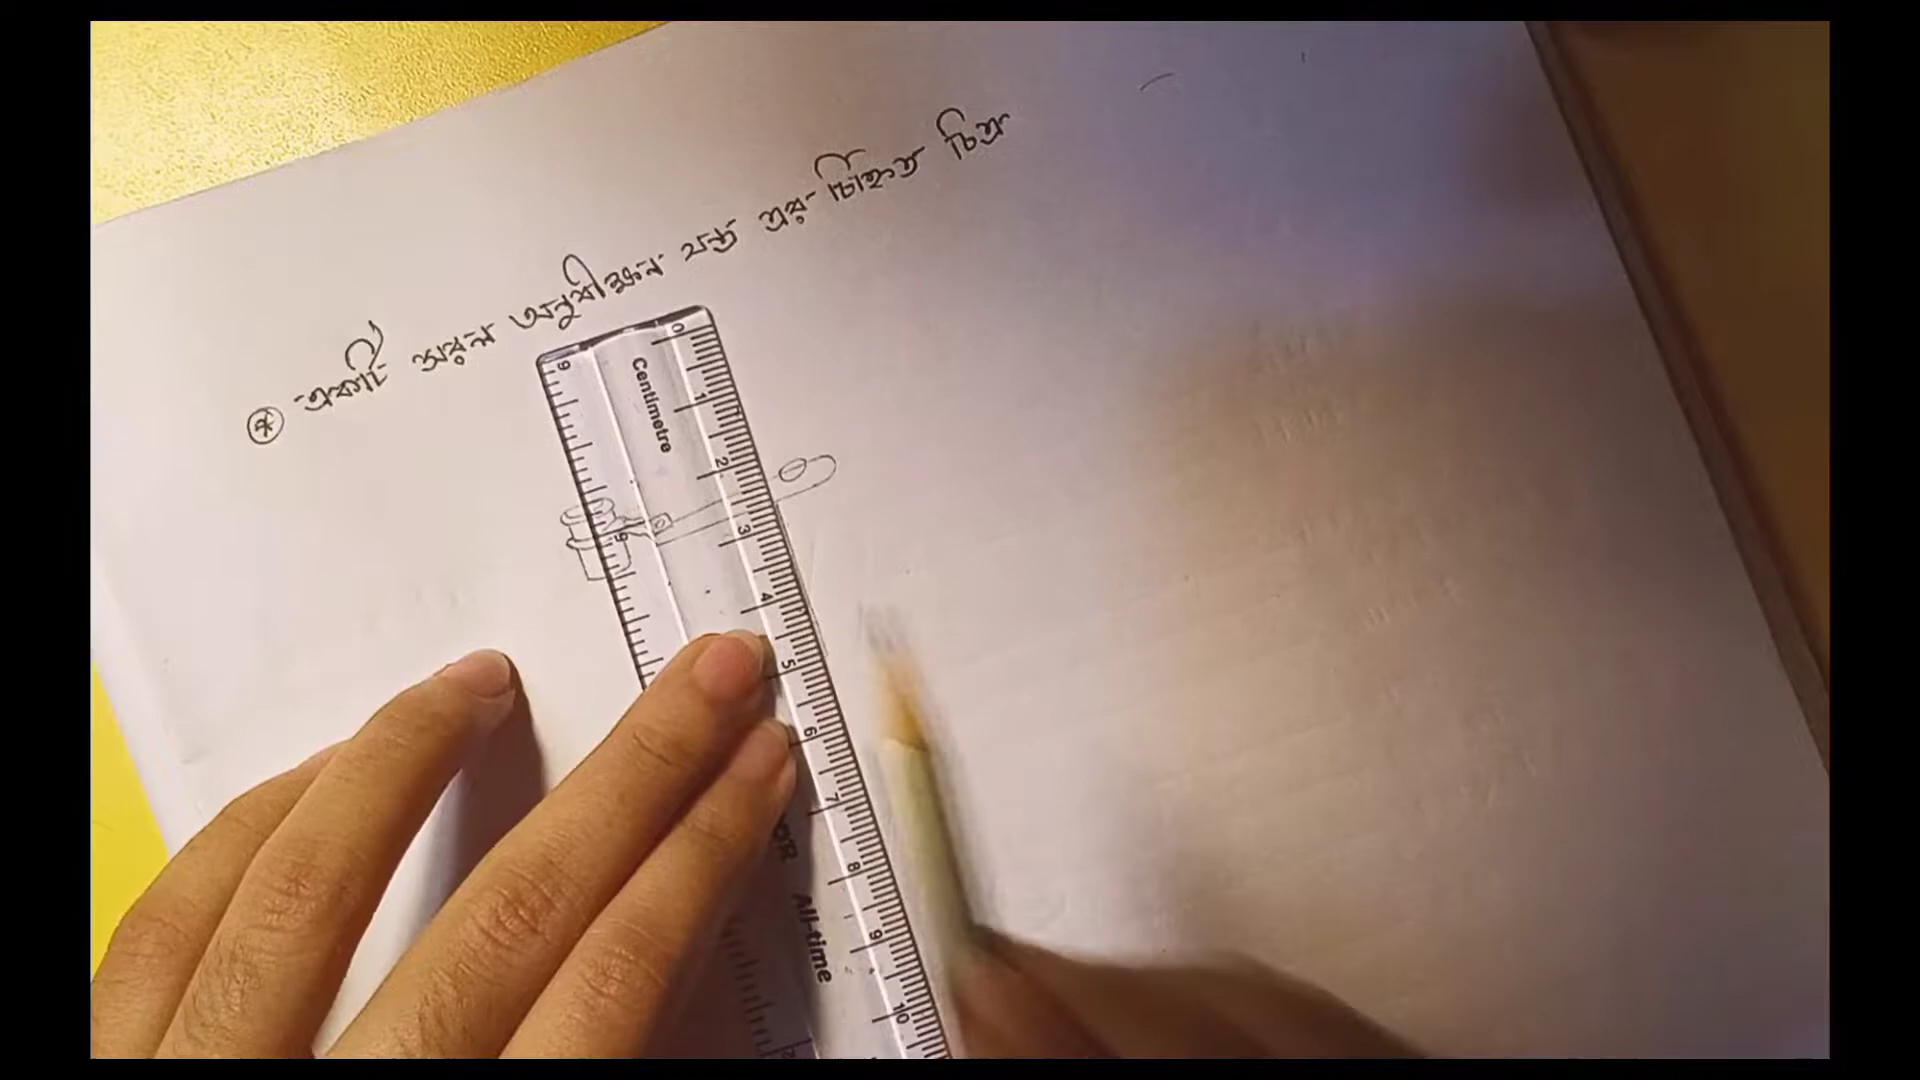 * একটি সরল অনুবীক্ষন যন্ত্র এর চিহ্নিত চিত্র
Centimetre
0 1 2 3 4 5 6 7 8 9 10
All-time